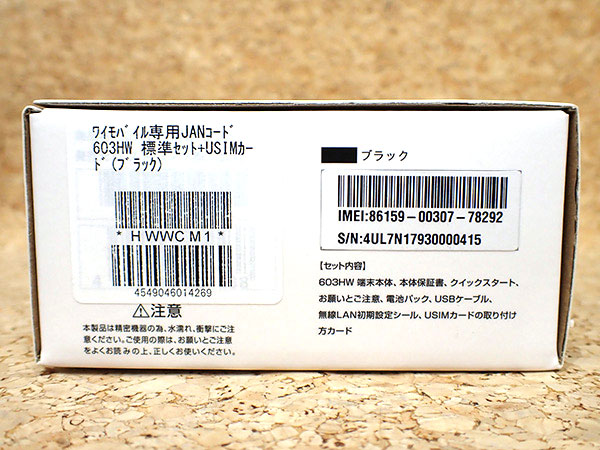 ﾜｲﾓﾊﾞｲﾙ専用JANｺｰﾄﾞ
603HW 標準ｾｯﾄ+USIMｶｰ
ﾄﾞ(ﾌﾞﾗｯｸ)
* HWWCM1 *
4549046014269
⚠注意
本製品は精密機器の為、水濡れ、衝撃にご注
意ください。ご使用の際は、お願いとご注意
をよくお読みの上、正しくお使いください。
ブラック
IMEI:86159-00307-78292
S/N:4UL7N17930000415
【セット内容】
603HW 端末本体、本体保証書、クイックスタート、
お願いとご注意、電池パック、USBケーブル、
無線LAN初期設定シール、USIMカードの取り付け
方カード